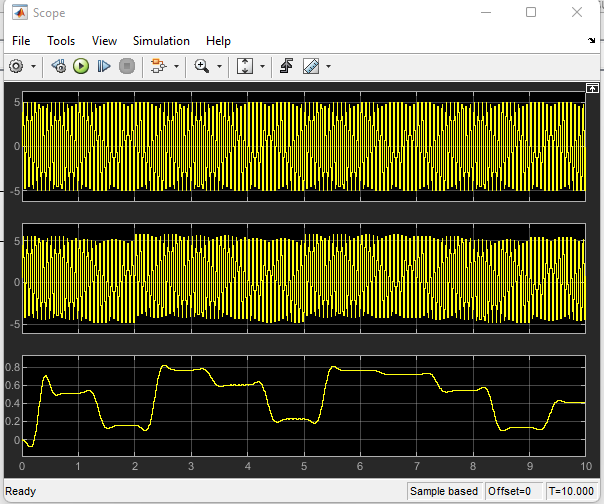 Scope
File Tools View Simulation Help
5
0
-5
5
0
-5
0.8
0.6
0.4
0.2
0
0 1 2 3 4 5 6 7 8 9 10
Ready Sample based Offset=0 T=10.000